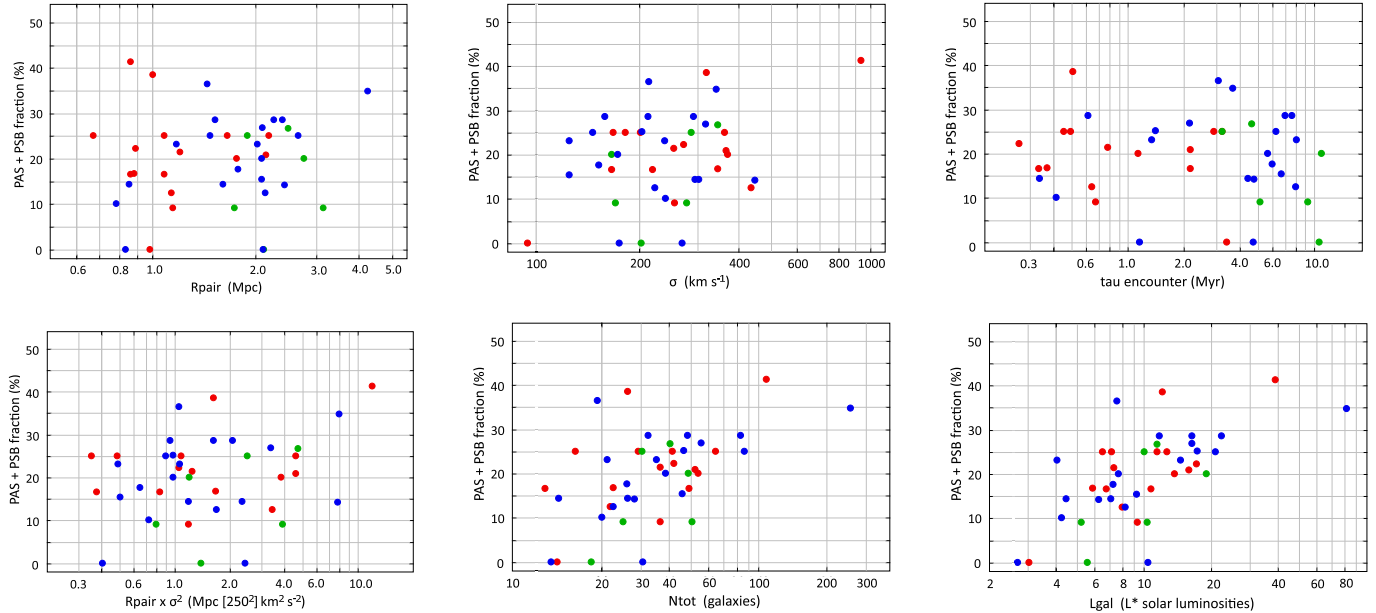 PAS + PSB fraction (%)
50
40
30
20
10
0
0.6 0.8 1.0 2.0 3.0 4.0 5.0
Rpair (Mpc)
PAS + PSB fraction (%)
50
40
30
20
10
0
100 200 400 600 800 1000
σ (km s⁻¹)
PAS + PSB fraction (%)
50
40
30
20
10
0
0.3 0.6 1.0 2.0 4.0 6.0 10.0
tau encounter (Myr)
PAS + PSB fraction (%)
50
40
30
20
10
0
0.3 0.6 1.0 2.0 4.0 6.0 10.0
Rpair x σ² (Mpc [250²] km² s⁻²)
PAS + PSB fraction (%)
50
40
30
20
10
0
10 20 30 40 60 100 200 300
Ntot (galaxies)
PAS + PSB fraction (%)
50
40
30
20
10
0
2 4 6 8 10 20 40 60 80
Lgal (L* solar luminosities)